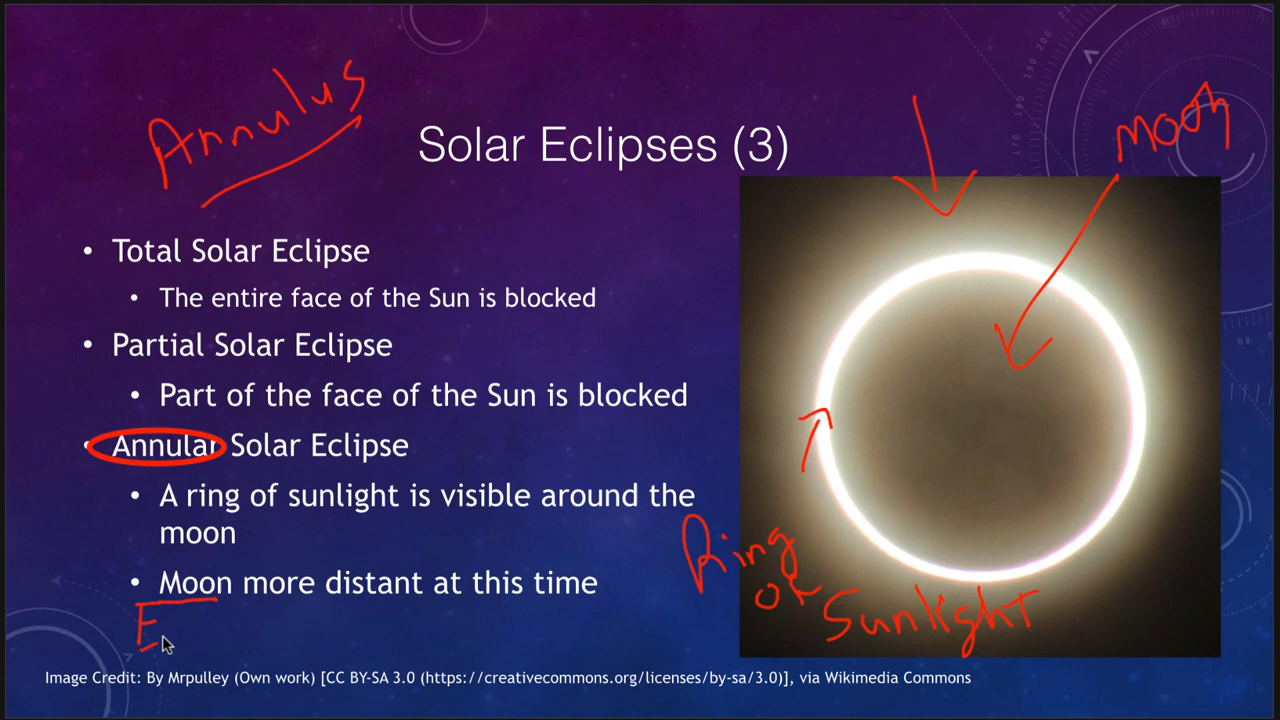 Annulus
Solar Eclipses (3)
moon
• Total Solar Eclipse
• The entire face of the Sun is blocked
• Partial Solar Eclipse
• Part of the face of the Sun is blocked
• Annular Solar Eclipse
• A ring of sunlight is visible around the
moon
• Moon more distant at this time
E
Ring
of
Sunlight
Image Credit: By Mrpulley (Own work) [CC BY-SA 3.0 (https://creativecommons.org/licenses/by-sa/3.0)], via Wikimedia Commons